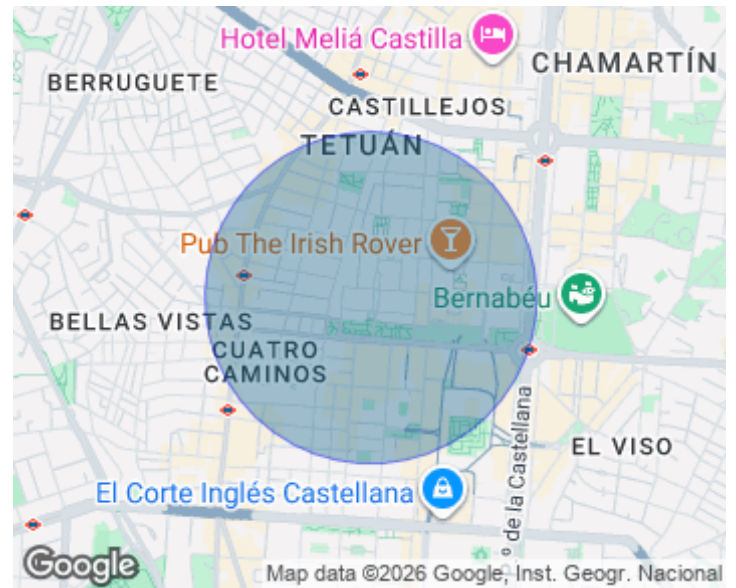 Hotel Meliá Castilla
CHAMARTÍN
BERRUGUETE
CASTILLEJOS
TETUÁN
Pub The Irish Rover
Bernabéu
BELLAS VISTAS
CUATRO
CAMINOS
EL VISO
El Corte Inglés Castellana
º de la Castellana
Google
Map data ©2026 Google, Inst. Geogr. Nacional